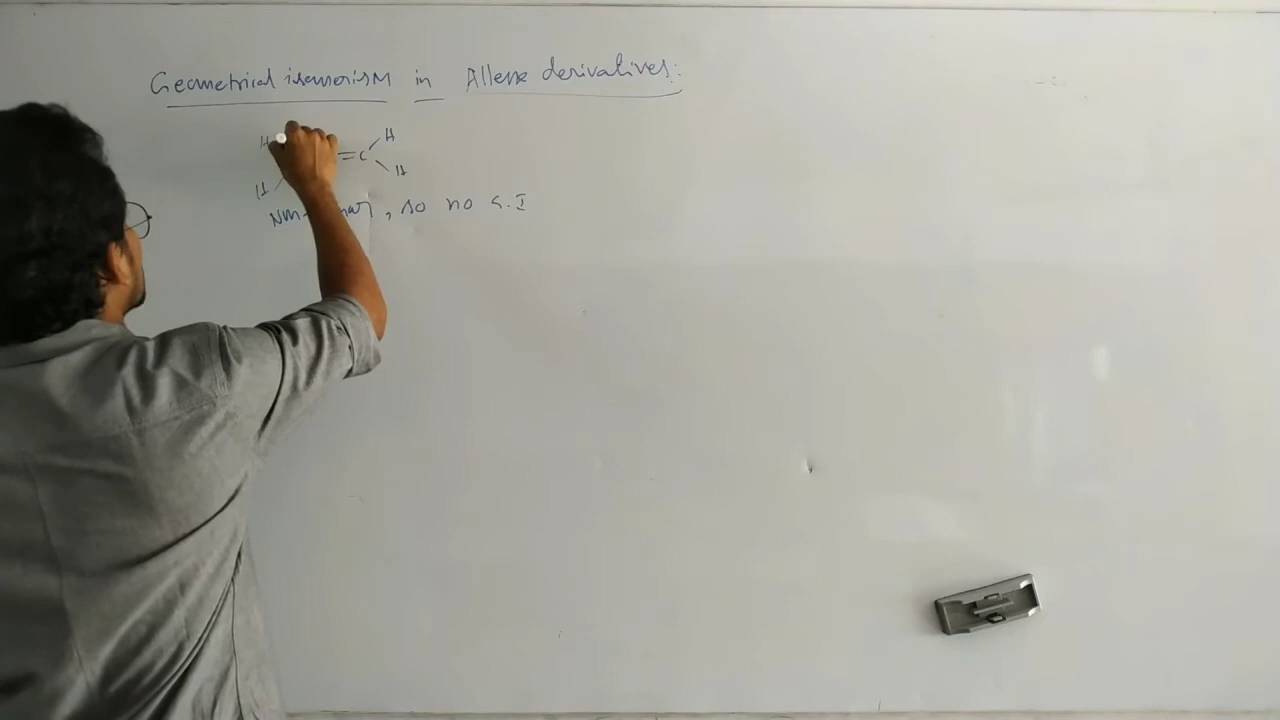 Geometrical isomerism in Allene derivatives:
H H
=C
H H
, so no G.I